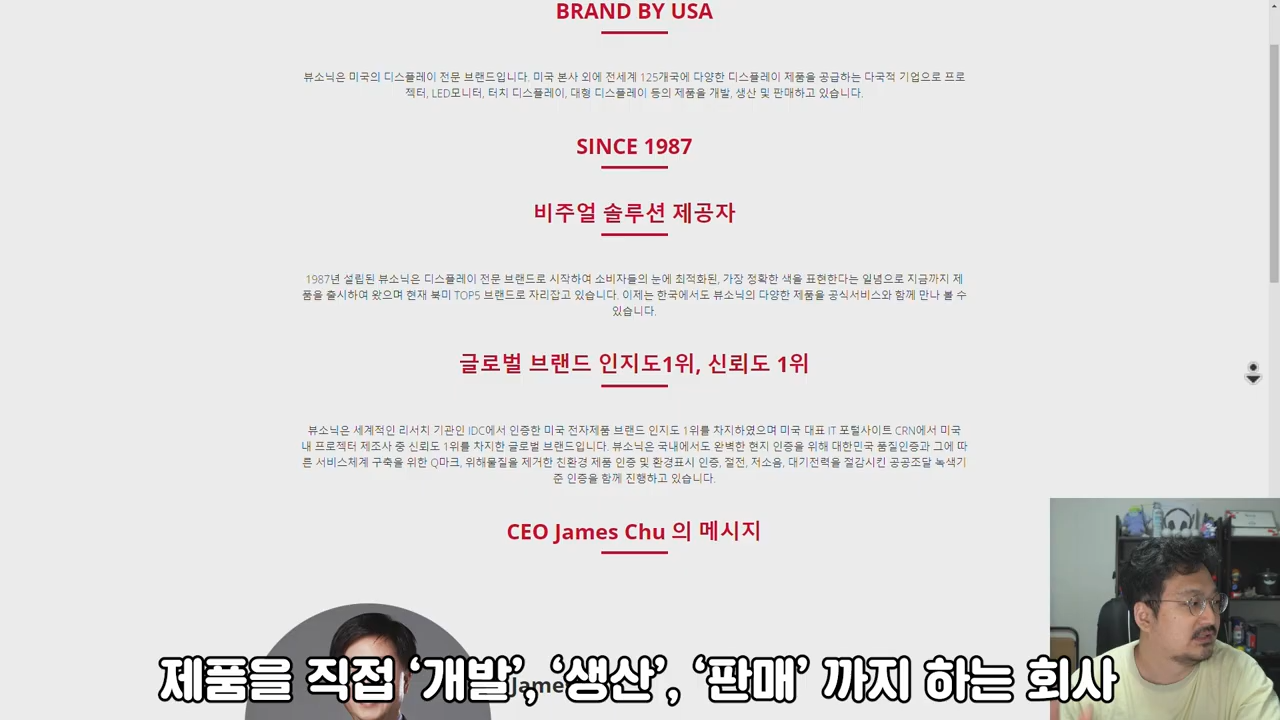 BRAND BY USA
뷰소닉은 미국의 디스플레이 전문 브랜드입니다. 미국 본사 외에 전세계 125개국에 다양한 디스플레이 제품을 공급하는 다국적 기업으로 프로
젝터, LED모니터, 터치 디스플레이, 대형 디스플레이 등의 제품을 개발, 생산 및 판매하고 있습니다.
SINCE 1987
비주얼 솔루션 제공자
1987년 설립된 뷰소닉은 디스플레이 전문 브랜드로 시작하여 소비자들의 눈에 최적화된, 가장 정확한 색을 표현한다는 일념으로 지금까지 제
품을 출시하여 왔으며 현재 북미 TOP5 브랜드로 자리잡고 있습니다. 이제는 한국에서도 뷰소닉의 다양한 제품을 공식서비스와 함께 만나 볼 수
있습니다.
글로벌 브랜드 인지도1위, 신뢰도 1위
뷰소닉은 세계적인 리서치 기관인 IDC에서 인증한 미국 전자제품 브랜드 인지도 1위를 차지하였으며 미국 대표 IT 포털사이트 CRN에서 미국
내 프로젝터 제조사 중 신뢰도 1위를 차지한 글로벌 브랜드입니다. 뷰소닉은 국내에서도 완벽한 현지 인증을 위해 대한민국 품질인증과 그에 따
른 서비스체계 구축을 위한 Q마크, 위해물질을 제거한 친환경 제품 인증 및 환경표시 인증, 절전, 저소음, 대기전력을 절감시킨 공공조달 녹색기
준 인증을 함께 진행하고 있습니다.
CEO James Chu 의 메시지
제품을 직접 ‘개발’, ‘생산’, ‘판매’ 까지 하는 회사